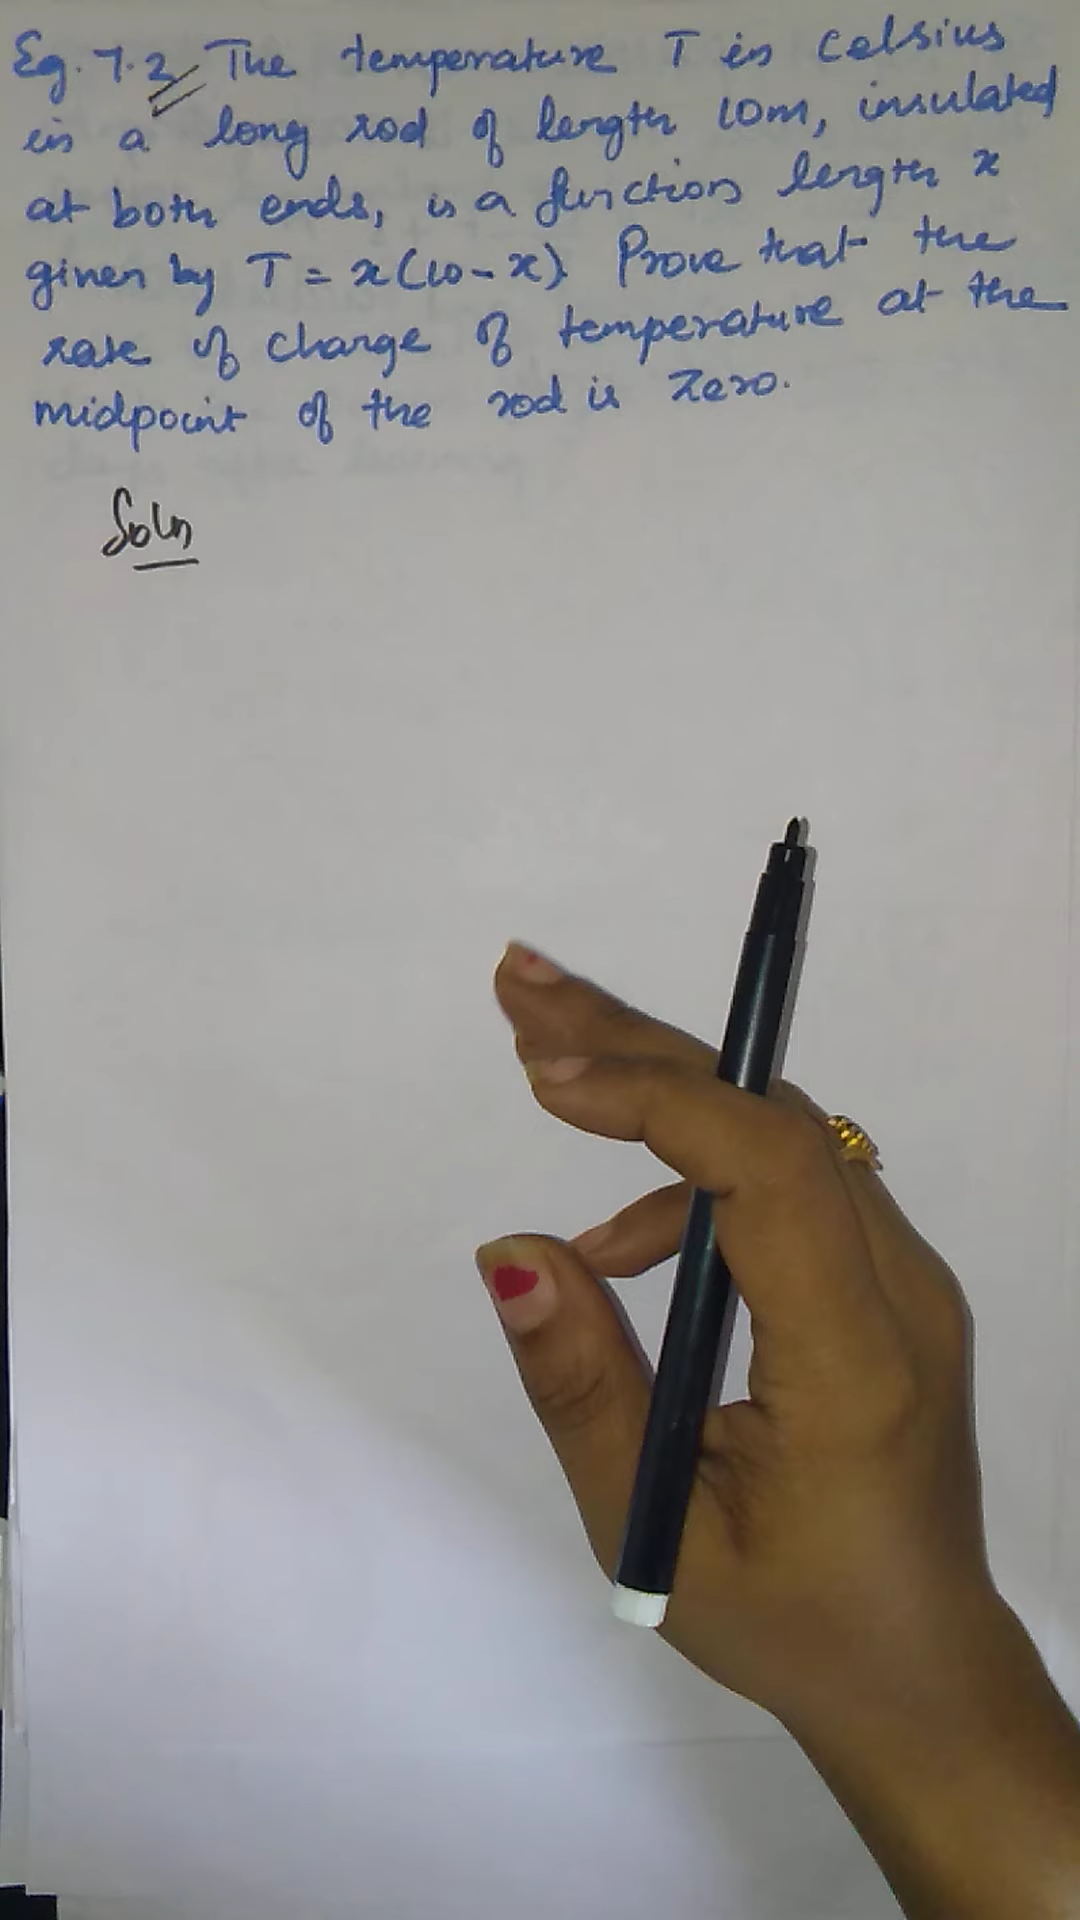 Eg. 7.2 The temperature T in Celsius
in a long rod of length 10m, insulated
at both ends, is a function length x
given by T = x(10-x). Prove that the
rate of change of temperature at the
midpoint of the rod is zero.
Soln